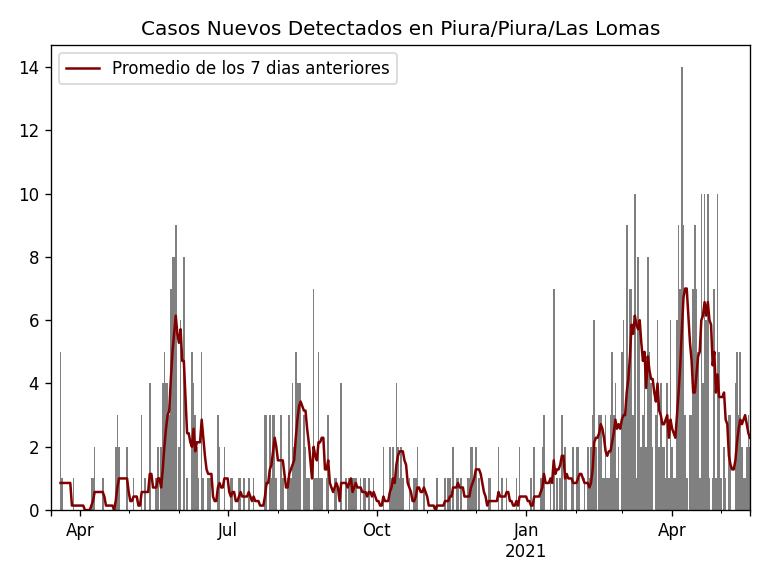 Casos Nuevos Detectados en Piura/Piura/Las Lomas
Promedio de los 7 dias anteriores
14
12
10
8
6
4
2
0
Apr
Jul
Oct
Jan
2021
Apr